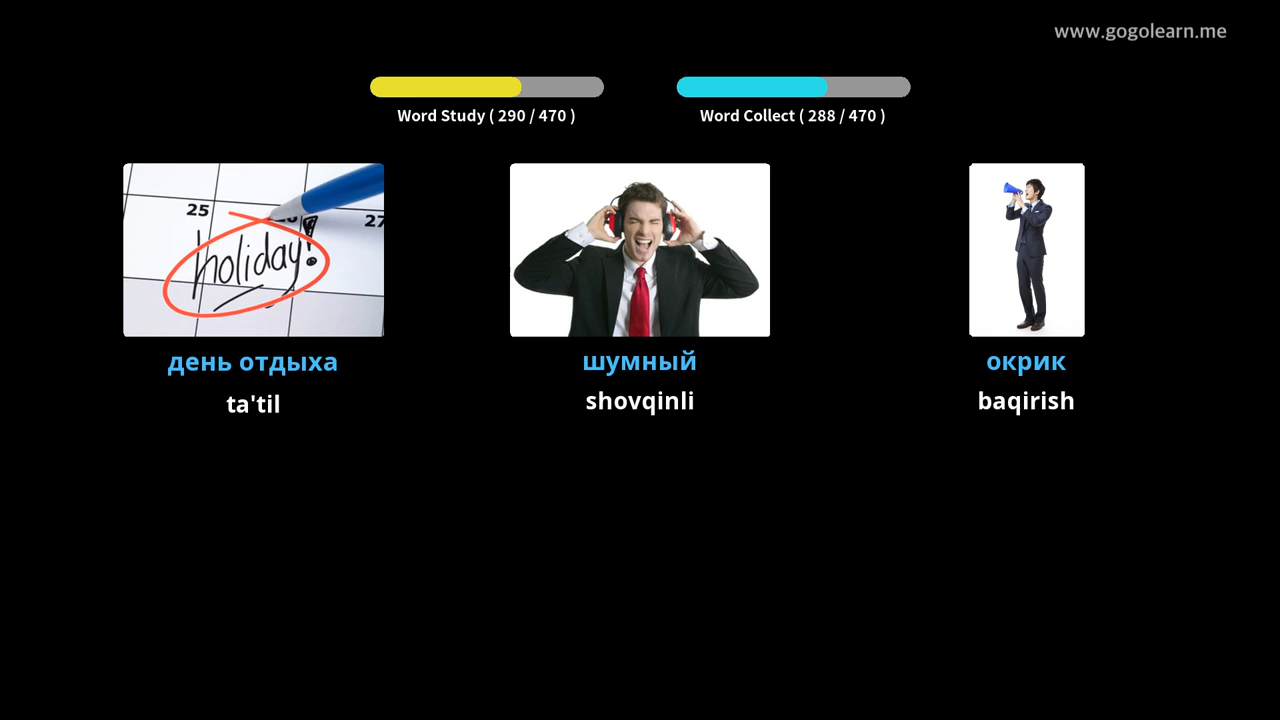 www.gogolearn.me
Word Study ( 290 / 470 )
Word Collect ( 288 / 470 )
25
27
holiday!
день отдыха
шумный
окрик
ta'til
shovqinli
baqirish